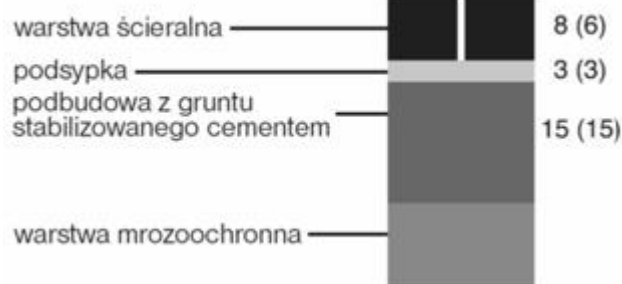 warstwa ścieralna 8 (6)
podsypka 3 (3)
podbudowa z gruntu
stabilizowanego cementem 15 (15)
warstwa mrozoochronna